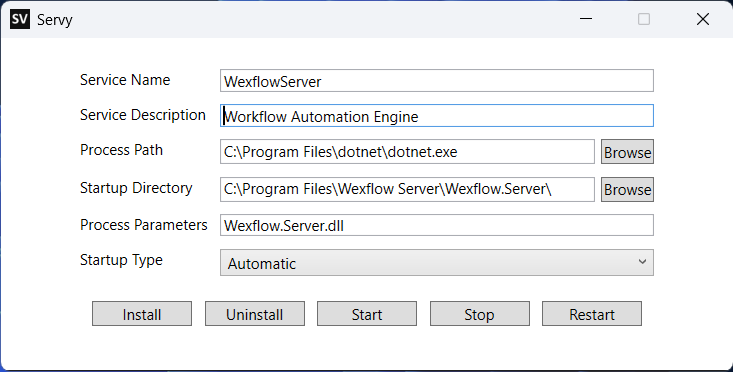 SV Servy
Service Name WexflowServer
Service Description Workflow Automation Engine
Process Path C:\Program Files\dotnet\dotnet.exe Browse
Startup Directory C:\Program Files\Wexflow Server\Wexflow.Server\ Browse
Process Parameters Wexflow.Server.dll
Startup Type Automatic
Install Uninstall Start Stop Restart